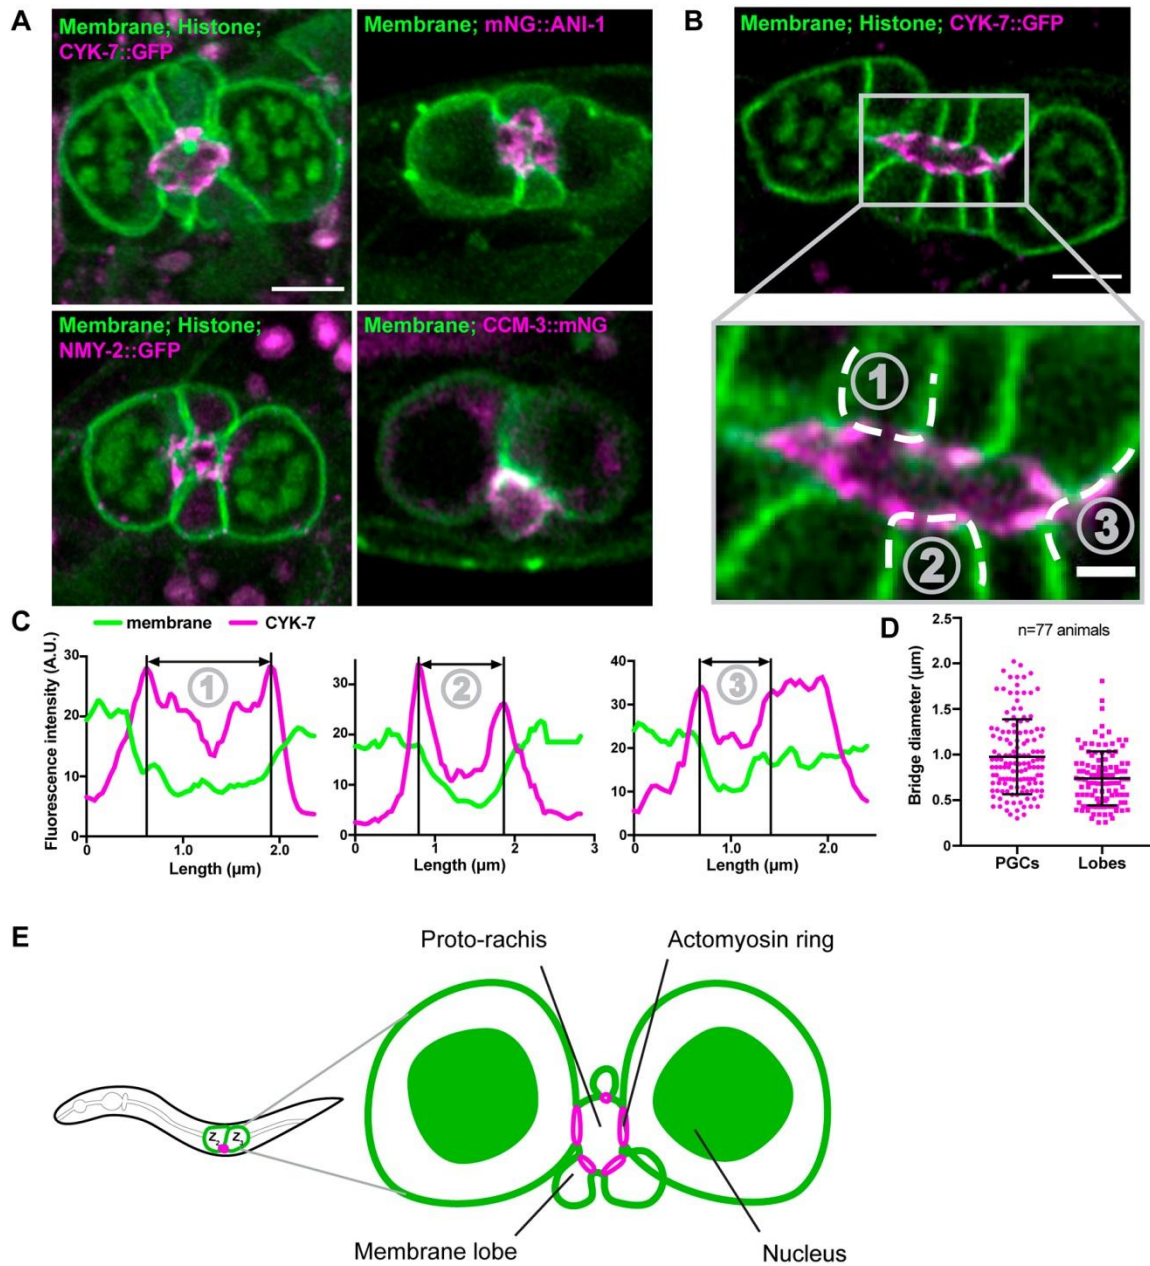 A
Membrane; Histone;
CYK-7::GFP
Membrane; mNG::ANI-1
Membrane; Histone;
NMY-2::GFP
Membrane; CCM-3::mNG
B
Membrane; Histone; CYK-7::GFP
1
2
3
C
membrane
CYK-7
Fluorescence intensity (A.U.)
30
20
10
0
1
0
1.0
2.0
Length (µm)
30
20
10
0
2
0
1
2
3
Length (µm)
40
30
20
10
0
3
0
1.0
2.0
Length (µm)
D
n=77 animals
Bridge diameter (µm)
2.5
2.0
1.5
1.0
0.5
0
PGCs
Lobes
E
Proto-rachis
Actomyosin ring
Z2
Z3
Membrane lobe
Nucleus